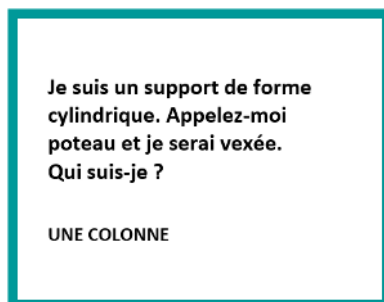 Je suis un support de forme
cylindrique. Appelez-moi
poteau et je serai vexée.
Qui suis-je ?
UNE COLONNE